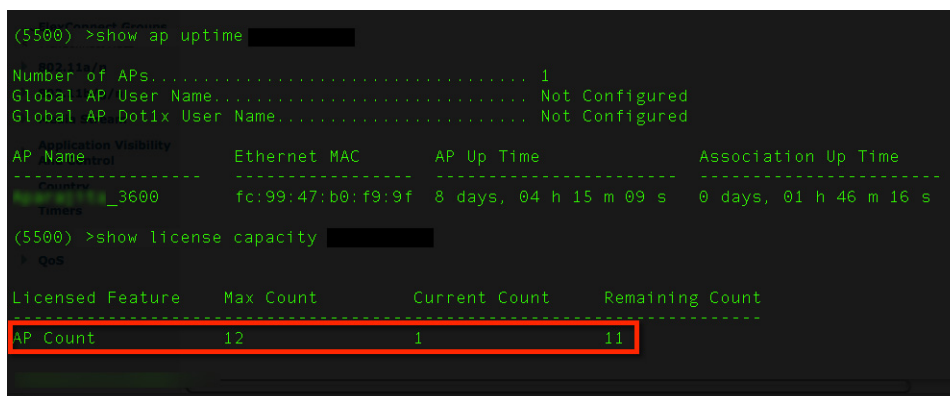 (5500) >show ap uptime
Number of APs.................................... 1
Global AP User Name.............................. Not Configured
Global AP Dot1x User Name........................ Not Configured
AP Name Ethernet MAC AP Up Time Association Up Time
------------------ ----------------- ----------------------- -----------------------
_3600 fc:99:47:b0:f9:9f 8 days, 04 h 15 m 09 s 0 days, 01 h 46 m 16 s
(5500) >show license capacity
QoS
Licensed Feature Max Count Current Count Remaining Count
-----------------------------------------------------------------------
AP Count 12 1 11